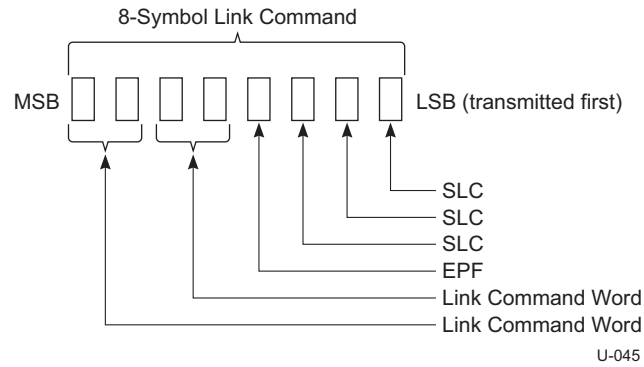 8-Symbol Link Command
MSB
LSB (transmitted first)
SLC
SLC
SLC
EPF
Link Command Word
Link Command Word
U-045